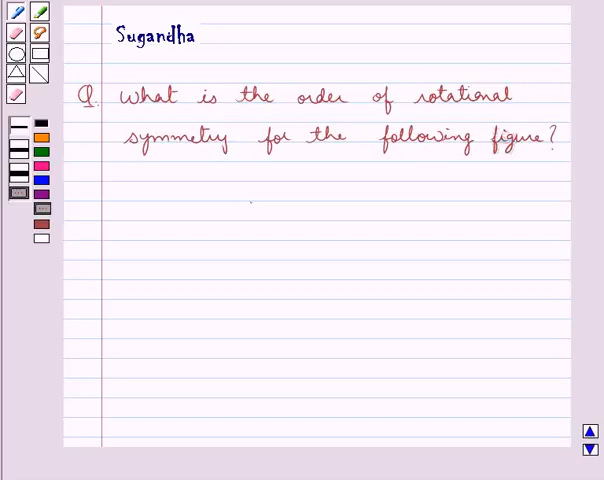 Sugandha
Q. What is the order of rotational
symmetry for the following figure?